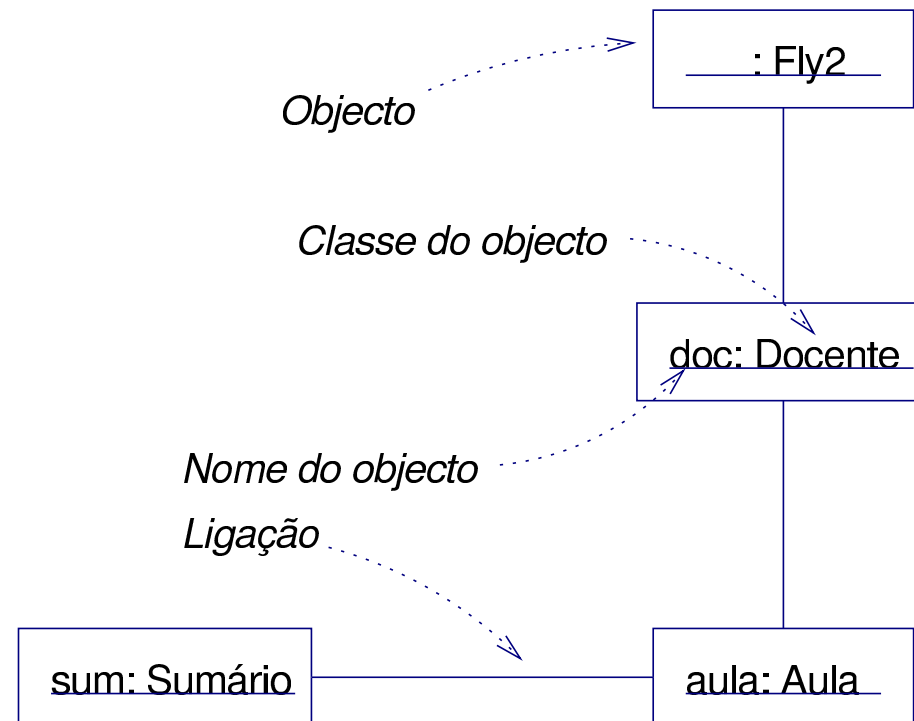 : Fly2
Objecto
Classe do objecto
doc: Docente
Nome do objecto
Ligação
sum: Sumário
aula: Aula